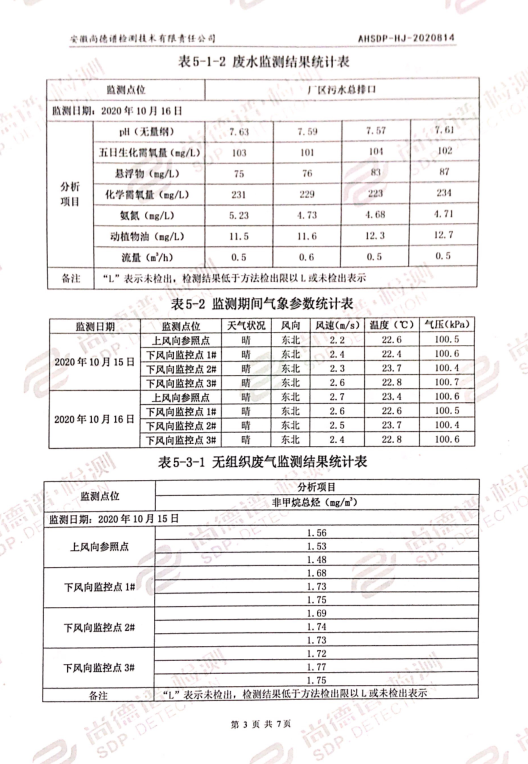 安徽尚德谱检测技术有限责任公司 AHSDP-HJ-2020814
表5-1-2 废水监测结果统计表
监测点位 厂区污水总排口
监测日期：2020年10月16日
分析项目
pH（无量纲） 7.63 7.59 7.57 7.61
五日生化需氧量（mg/L） 103 101 104 102
悬浮物（mg/L） 75 76 83 87
化学需氧量（mg/L） 231 229 223 234
氨氮（mg/L） 5.23 4.73 4.68 4.71
动植物油（mg/L） 11.5 11.6 12.3 12.7
流量（m³/h） 0.5 0.6 0.5 0.5
备注 “L”表示未检出，检测结果低于方法检出限以L或未检出表示
表5-2 监测期间气象参数统计表
监测日期 监测点位 天气状况 风向 风速(m/s) 温度（℃） 气压(kPa)
2020年10月15日
上风向参照点 晴 东北 2.2 22.6 100.5
下风向监控点1# 晴 东北 2.4 22.4 100.6
下风向监控点2# 晴 东北 2.3 23.7 100.4
下风向监控点3# 晴 东北 2.6 22.8 100.7
2020年10月16日
上风向参照点 晴 东北 2.7 23.4 100.6
下风向监控点1# 晴 东北 2.6 22.6 100.5
下风向监控点2# 晴 东北 2.5 23.7 100.4
下风向监控点3# 晴 东北 2.4 22.8 100.6
表5-3-1 无组织废气监测结果统计表
监测点位 分析项目
非甲烷总烃（mg/m³）
监测日期：2020年10月15日
上风向参照点
1.56
1.53
1.48
下风向监控点1#
1.68
1.73
1.75
下风向监控点2#
1.69
1.74
1.73
下风向监控点3#
1.72
1.77
1.75
备注 “L”表示未检出，检测结果低于方法检出限以L或未检出表示
第 3 页 共 7 页
尚德谱·检测
SDP·DETECTION